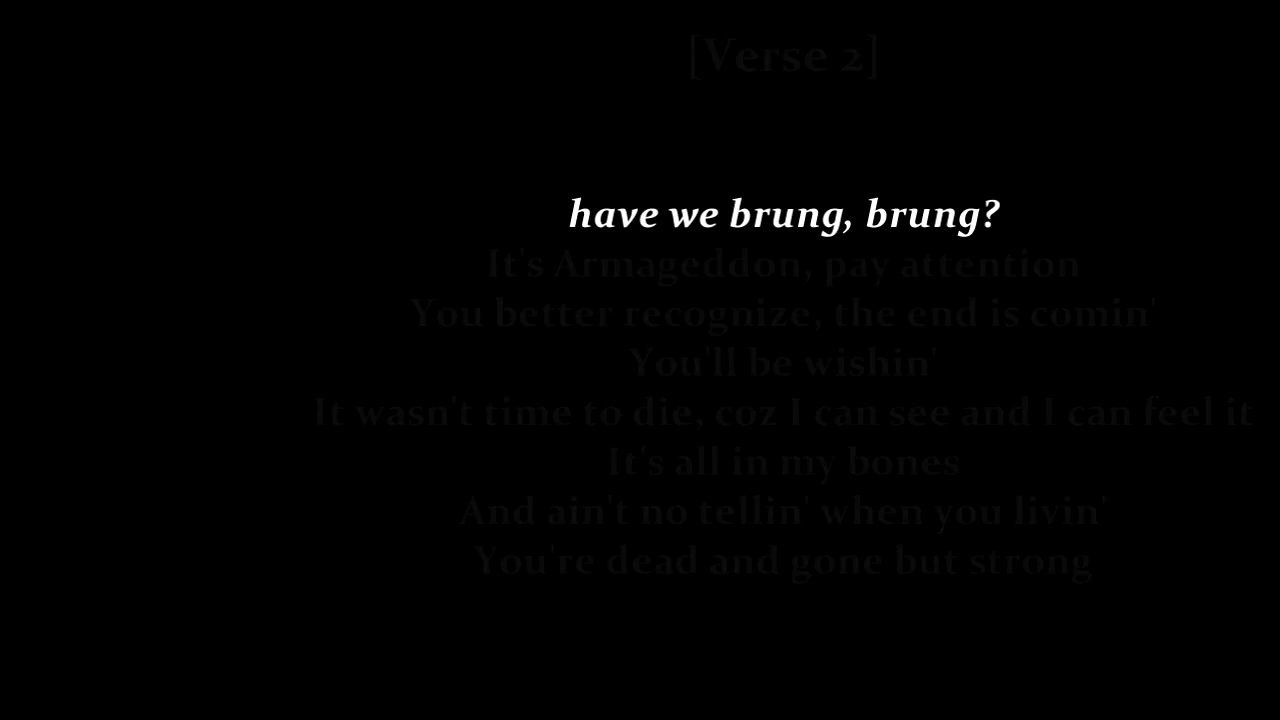 [Verse 2]
have we brung, brung?
It's Armageddon, pay attention
You better recognize, the end is comin'
You'll be wishin'
It wasn't time to die, coz I can see and I can feel it
It's all in my bones
And ain't no tellin' when you livin'
You're dead and gone but strong